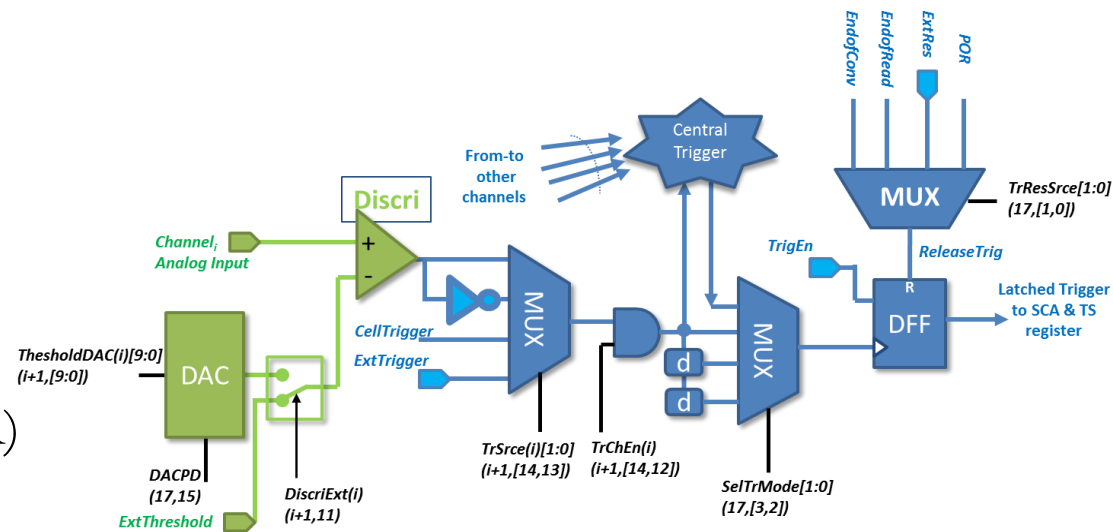 EndofConv
EndofRead
ExtRes
POR
Central
Trigger
From-to
other
channels
MUX
TrResSrce[1:0]
(17,[1,0])
Discri
Channeli
Analog Input
+
-
TrigEn
ReleaseTrig
R
DFF
Latched Trigger
to SCA & TS
register
MUX
CellTrigger
ExtTrigger
MUX
d
d
ThesholdDAC(i)[9:0]
(i+1,[9:0])
DAC
)
TrSrce(i)[1:0]
(i+1,[14,13])
TrChEn(i)
(i+1,[14,12])
SelTrMode[1:0]
(17,[3,2])
DACPD
(17,15)
DiscriExt(i)
(i+1,11)
ExtThreshold